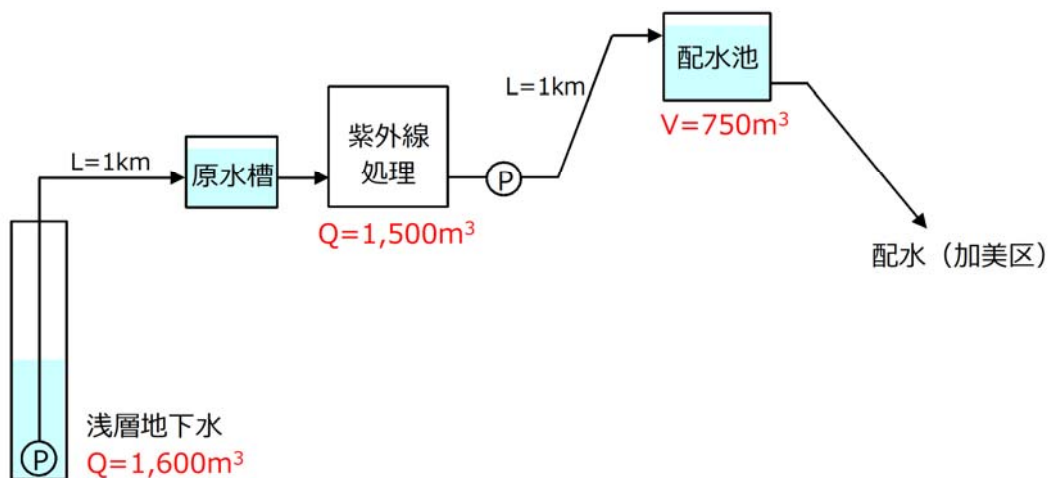 L=1km
原水槽
紫外線
処理
Q=1,500m³
P
L=1km
配水池
V=750m³
配水（加美区）
P
浅層地下水
Q=1,600m³